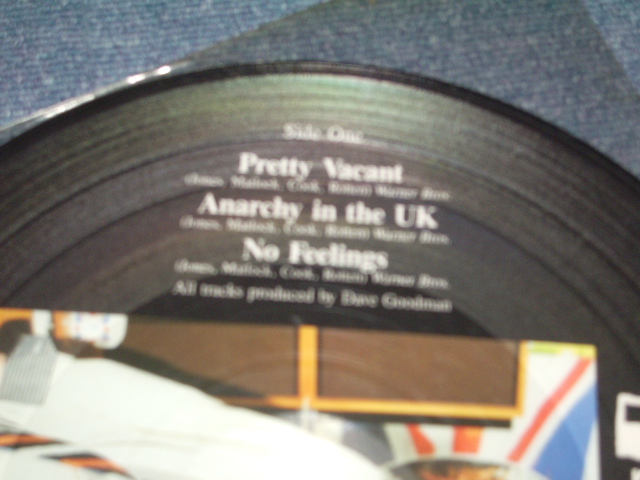 Side One
Pretty Vacant
(Jones, Matlock, Cook, Rotten) Warner Bros.
Anarchy in the UK
(Jones, Matlock, Cook, Rotten) Warner Bros.
No Feelings
(Jones, Matlock, Cook, Rotten) Warner Bros.
All tracks produced by Dave Goodman